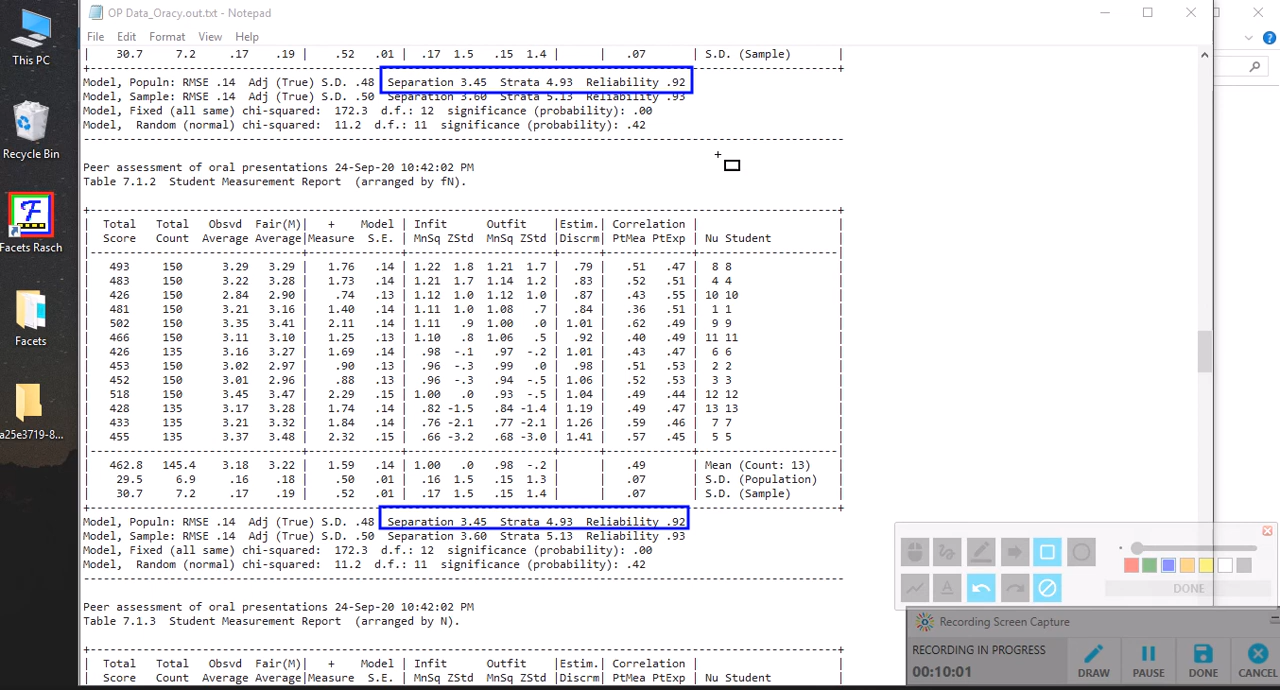 OP Data_Oracy.out.txt - Notepad
File Edit Format View Help
This PC
Recycle Bin
Facets Rasch
Facets
a25e3719-8...
| 30.7 7.2 .17 .19 | .52 .01 | .17 1.5 .15 1.4 | | .07 | S.D. (Sample) |
+------------------------------------------------------------------------------------------------------------+
Model, Populn: RMSE .14 Adj (True) S.D. .48 Separation 3.45 Strata 4.93 Reliability .92
Model, Sample: RMSE .14 Adj (True) S.D. .50 Separation 3.60 Strata 5.13 Reliability .93
Model, Fixed (all same) chi-squared: 172.3 d.f.: 12 significance (probability): .00
Model, Random (normal) chi-squared: 11.2 d.f.: 11 significance (probability): .42
--------------------------------------------------------------------------------------------------------------
Peer assessment of oral presentations 24-Sep-20 10:42:02 PM
Table 7.1.2 Student Measurement Report (arranged by fN).
+------------------------------------------------------------------------------------------------------------+
| Total Total Obsvd Fair(M)| + Model | Infit Outfit |Estim.| Correlation | |
| Score Count Average Average|Measure S.E. | MnSq ZStd MnSq ZStd |Discrm| PtMea PtExp | Nu Student |
|------------------------------------------------------------------------------------------------------------|
| 493 150 3.29 3.29 | 1.76 .14 | 1.22 1.8 1.21 1.7 | .79 | .51 .47 | 8 8 |
| 483 150 3.22 3.28 | 1.73 .14 | 1.21 1.7 1.14 1.2 | .83 | .52 .51 | 4 4 |
| 426 150 2.84 2.90 | .74 .13 | 1.12 1.0 1.12 1.0 | .87 | .43 .55 | 10 10 |
| 481 150 3.21 3.16 | 1.40 .14 | 1.11 1.0 1.08 .7 | .84 | .36 .51 | 1 1 |
| 502 150 3.35 3.41 | 2.11 .14 | 1.11 .9 1.00 .0 | 1.01 | .62 .49 | 9 9 |
| 466 150 3.11 3.10 | 1.25 .13 | 1.10 .8 1.06 .5 | .92 | .40 .49 | 11 11 |
| 426 135 3.16 3.27 | 1.69 .14 | .98 -.1 .97 -.2 | 1.01 | .43 .47 | 6 6 |
| 453 150 3.02 2.97 | .90 .13 | .96 -.3 .99 .0 | .98 | .51 .53 | 2 2 |
| 452 150 3.01 2.96 | .88 .13 | .96 -.3 .94 -.5 | 1.06 | .52 .53 | 3 3 |
| 518 150 3.45 3.47 | 2.29 .15 | 1.00 .0 .93 -.5 | 1.04 | .49 .44 | 12 12 |
| 428 135 3.17 3.28 | 1.74 .14 | .82 -1.5 .84 -1.4 | 1.19 | .49 .47 | 13 13 |
| 433 135 3.21 3.32 | 1.84 .14 | .76 -2.1 .77 -2.1 | 1.26 | .59 .46 | 7 7 |
| 455 135 3.37 3.48 | 2.32 .15 | .66 -3.2 .68 -3.0 | 1.41 | .57 .45 | 5 5 |
|------------------------------------------------------------------------------------------------------------|
| 462.8 145.4 3.18 3.22 | 1.59 .14 | 1.00 .0 .98 -.2 | | .49 | Mean (Count: 13) |
| 29.5 6.9 .16 .18 | .50 .01 | .16 1.5 .15 1.3 | | .07 | S.D. (Population) |
| 30.7 7.2 .17 .19 | .52 .01 | .17 1.5 .15 1.4 | | .07 | S.D. (Sample) |
+------------------------------------------------------------------------------------------------------------+
Model, Populn: RMSE .14 Adj (True) S.D. .48 Separation 3.45 Strata 4.93 Reliability .92
Model, Sample: RMSE .14 Adj (True) S.D. .50 Separation 3.60 Strata 5.13 Reliability .93
Model, Fixed (all same) chi-squared: 172.3 d.f.: 12 significance (probability): .00
Model, Random (normal) chi-squared: 11.2 d.f.: 11 significance (probability): .42
--------------------------------------------------------------------------------------------------------------
Peer assessment of oral presentations 24-Sep-20 10:42:02 PM
Table 7.1.3 Student Measurement Report (arranged by N).
+------------------------------------------------------------------------------------------------------------+
| Total Total Obsvd Fair(M)| + Model | Infit Outfit |Estim.| Correlation | |
| Score Count Average Average|Measure S.E. | MnSq ZStd MnSq ZStd |Discrm| PtMea PtExp | Nu Student
DONE
Recording Screen Capture
RECORDING IN PROGRESS
00:10:01
DRAW
PAUSE
DONE
CANCEL